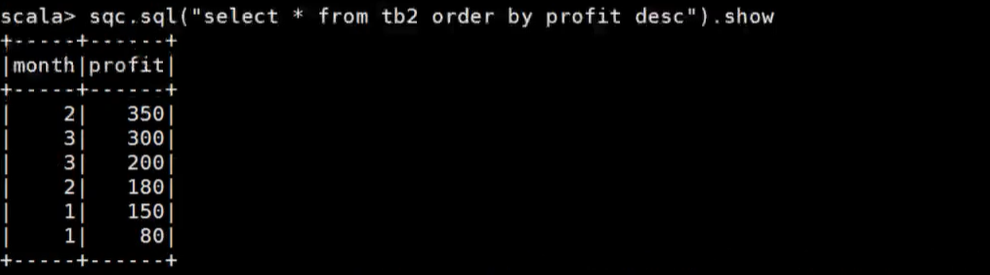 scala> sqc.sql("select * from tb2 order by profit desc").show
+-----+------+
|month|profit|
+-----+------+
|    2|   350|
|    3|   300|
|    3|   200|
|    2|   180|
|    1|   150|
|    1|    80|
+-----+------+